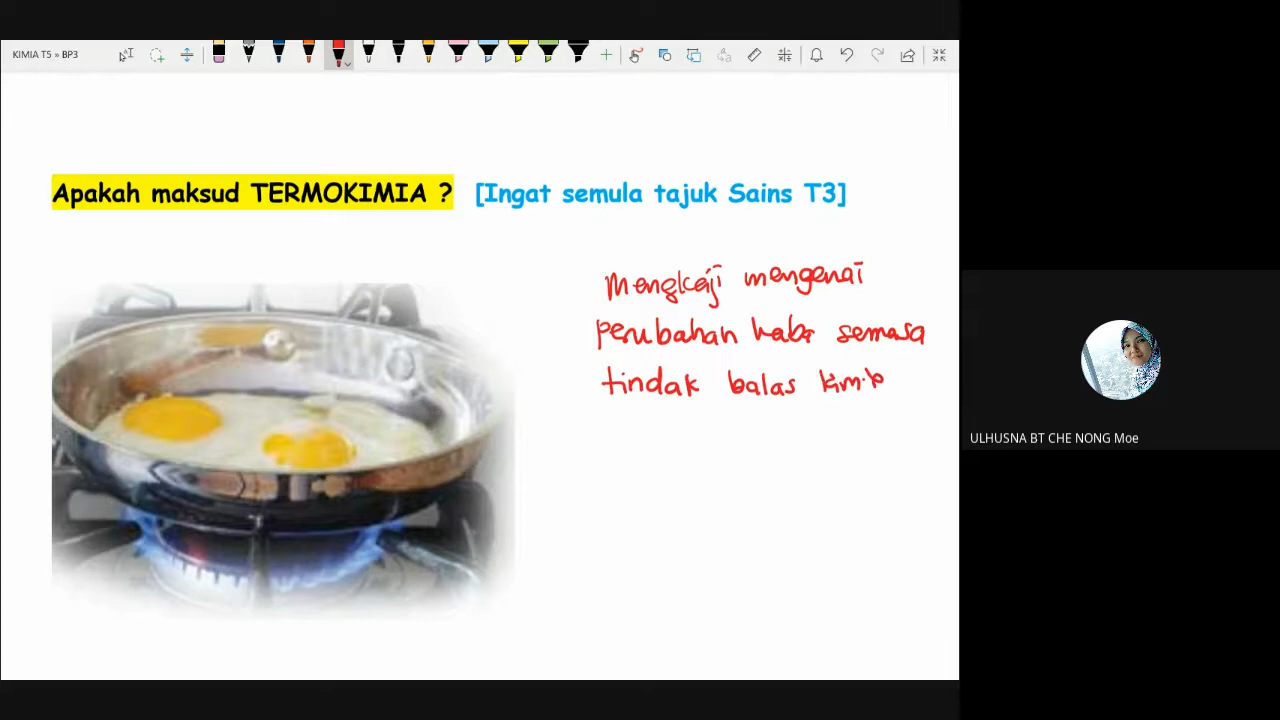 KIMIA T5 » BP3
Apakah maksud TERMOKIMIA ? [Ingat semula tajuk Sains T3]
Mengkaji mengenai
perubahan haba semasa
tindak balas
ULHUSNA BT CHE NONG Moe